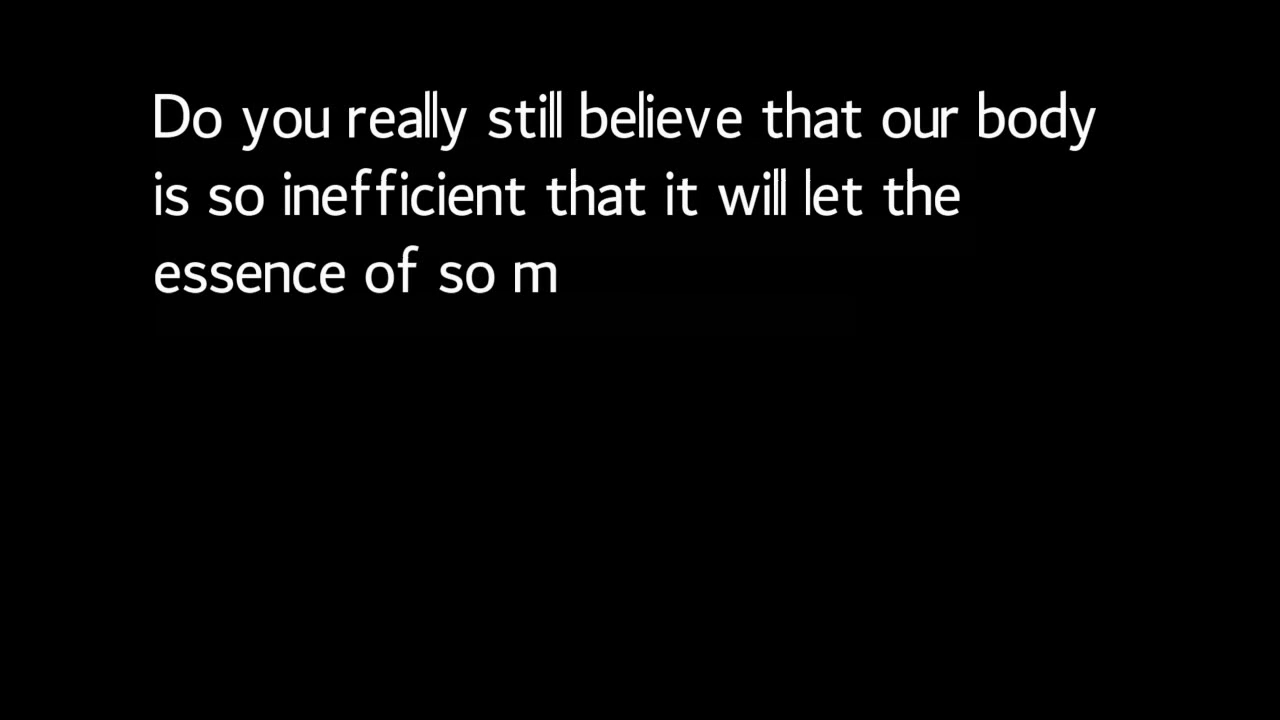 Do you really still believe that our body
is so inefficient that it will let the
essence of so m